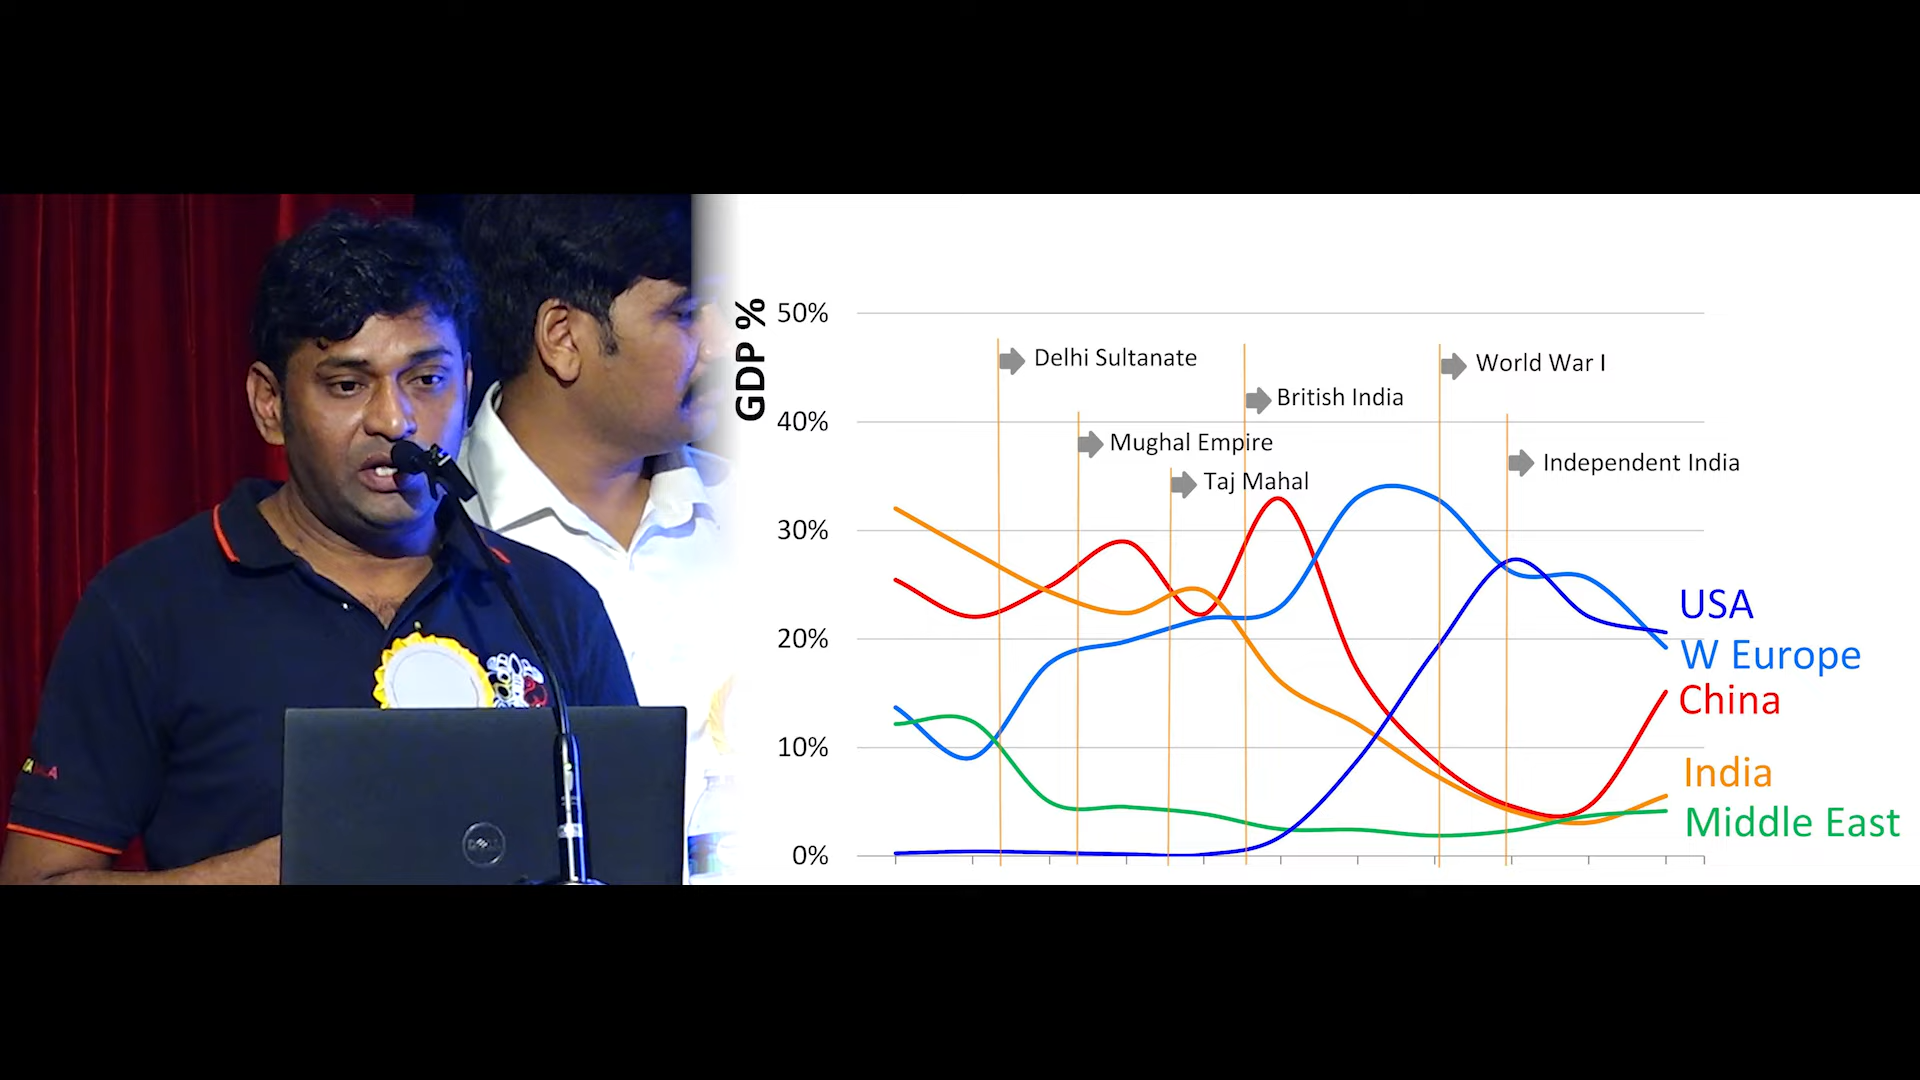 GDP %
50%
40%
30%
20%
10%
0%
Delhi Sultanate
Mughal Empire
Taj Mahal
British India
World War I
Independent India
USA
W Europe
China
India
Middle East
DELL